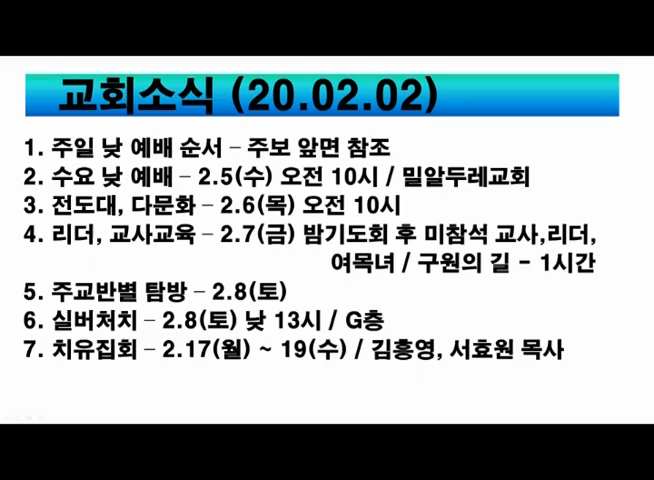 교회소식 (20.02.02)
1. 주일 낮 예배 순서 – 주보 앞면 참조
2. 수요 낮 예배 – 2.5(수) 오전 10시 / 밀알두레교회
3. 전도대, 다문화 – 2.6(목) 오전 10시
4. 리더, 교사교육 – 2.7(금) 밤기도회 후 미참석 교사,리더,
여목녀 / 구원의 길 - 1시간
5. 주교반별 탐방 – 2.8(토)
6. 실버처치 – 2.8(토) 낮 13시 / G층
7. 치유집회 – 2.17(월) ~ 19(수) / 김흥영, 서효원 목사